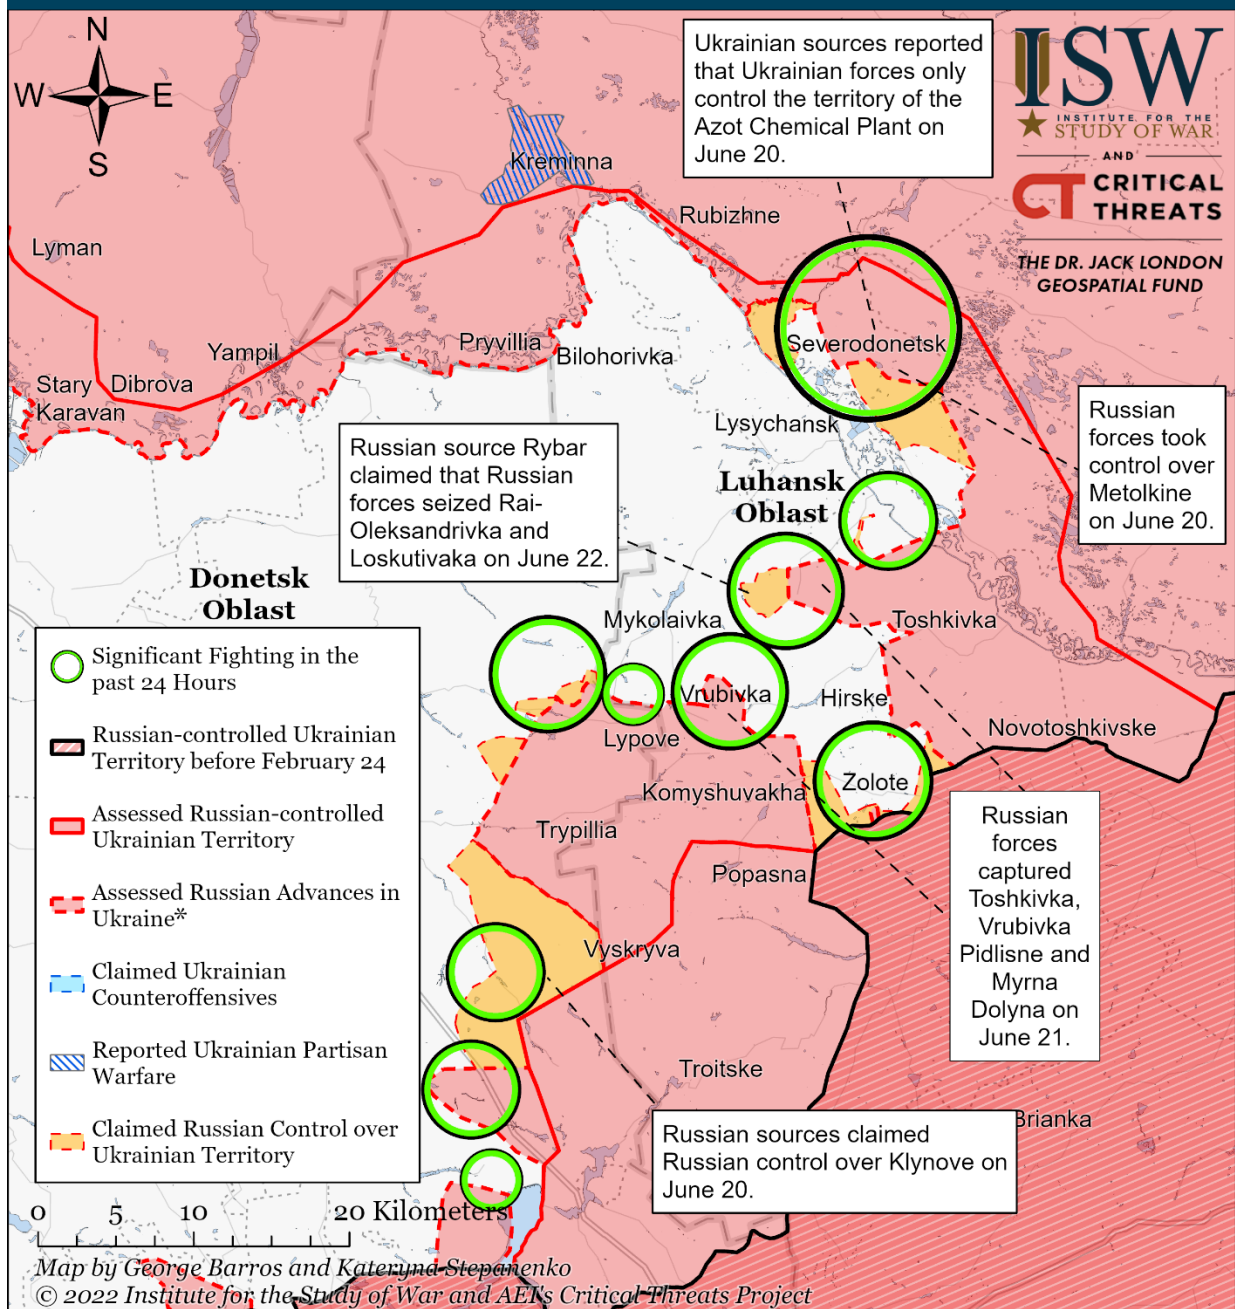 N
W
E
S
Ukrainian sources reported
that Ukrainian forces only
control the territory of the
Azot Chemical Plant on
June 20.
ISW
INSTITUTE FOR THE
STUDY OF WAR
AND
CT CRITICAL
THREATS
THE DR. JACK LONDON
GEOSPATIAL FUND
Kreminna
Rubizhne
Lyman
Severodonetsk
Pryvillia
Bilohorivka
Yampil
Stary
Karavan
Dibrova
Lysychansk
Russian
forces took
control over
Metolkine
on June 20.
Russian source Rybar
claimed that Russian
forces seized Rai-
Oleksandrivka and
Loskutivaka on June 22.
Luhansk
Oblast
Donetsk
Oblast
Mykolaivka
Toshkivka
Vrubivka
Hirske
Lypove
Novotoshkivske
Komyshuvakha
Zolote
Trypillia
Popasna
Vyskryva
Troitske
Brianka
Russian
forces
captured
Toshkivka,
Vrubivka
Pidlisne and
Myrna
Dolyna on
June 21.
Russian sources claimed
Russian control over Klynove on
June 20.
Significant Fighting in the
past 24 Hours
Russian-controlled Ukrainian
Territory before February 24
Assessed Russian-controlled
Ukrainian Territory
Assessed Russian Advances in
Ukraine*
Claimed Ukrainian
Counteroffensives
Reported Ukrainian Partisan
Warfare
Claimed Russian Control over
Ukrainian Territory
0 5 10 20 Kilometers
Map by George Barros and Kateryna Stepanenko
© 2022 Institute for the Study of War and AEI's Critical Threats Project